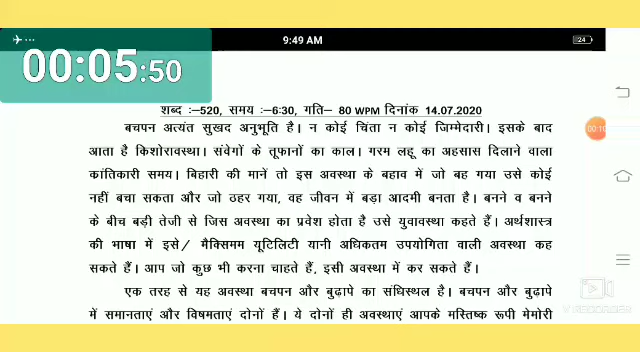 9:49 AM
24
00:05:50
शब्द :–520, समय :–6:30, गति– 80 WPM दिनांक 14.07.2020
बचपन अत्यंत सुखद अनुभूति है। न कोई चिंता न कोई जिम्मेदारी। इसके बाद
आता है किशोरावस्था। संवेगों के तूफानों का काल। गरम लहू का अहसास दिलाने वाला
कांतिकारी समय। बिहारी की मानें तो इस अवस्था के बहाव में जो बह गया उसे कोई
नहीं बचा सकता और जो ठहर गया, वह जीवन में बड़ा आदमी बनता है। बनने व बनने
के बीच बड़ी तेजी से जिस अवस्था का प्रवेश होता है उसे युवावस्था कहते हैं। अर्थशास्त्र
की भाषा में इसे/ मैक्सिमम यूटिलिटी यानी अधिकतम उपयोगिता वाली अवस्था कह
सकते हैं। आप जो कुछ भी करना चाहते हैं, इसी अवस्था में कर सकते हैं।
एक तरह से यह अवस्था बचपन और बुढ़ापे का संधिस्थल है। बचपन और बुढ़ापे
में समानताएं और विषमताएं दोनों हैं। ये दोनों ही अवस्थाएं आपके मस्तिष्क रूपी मेमोरी